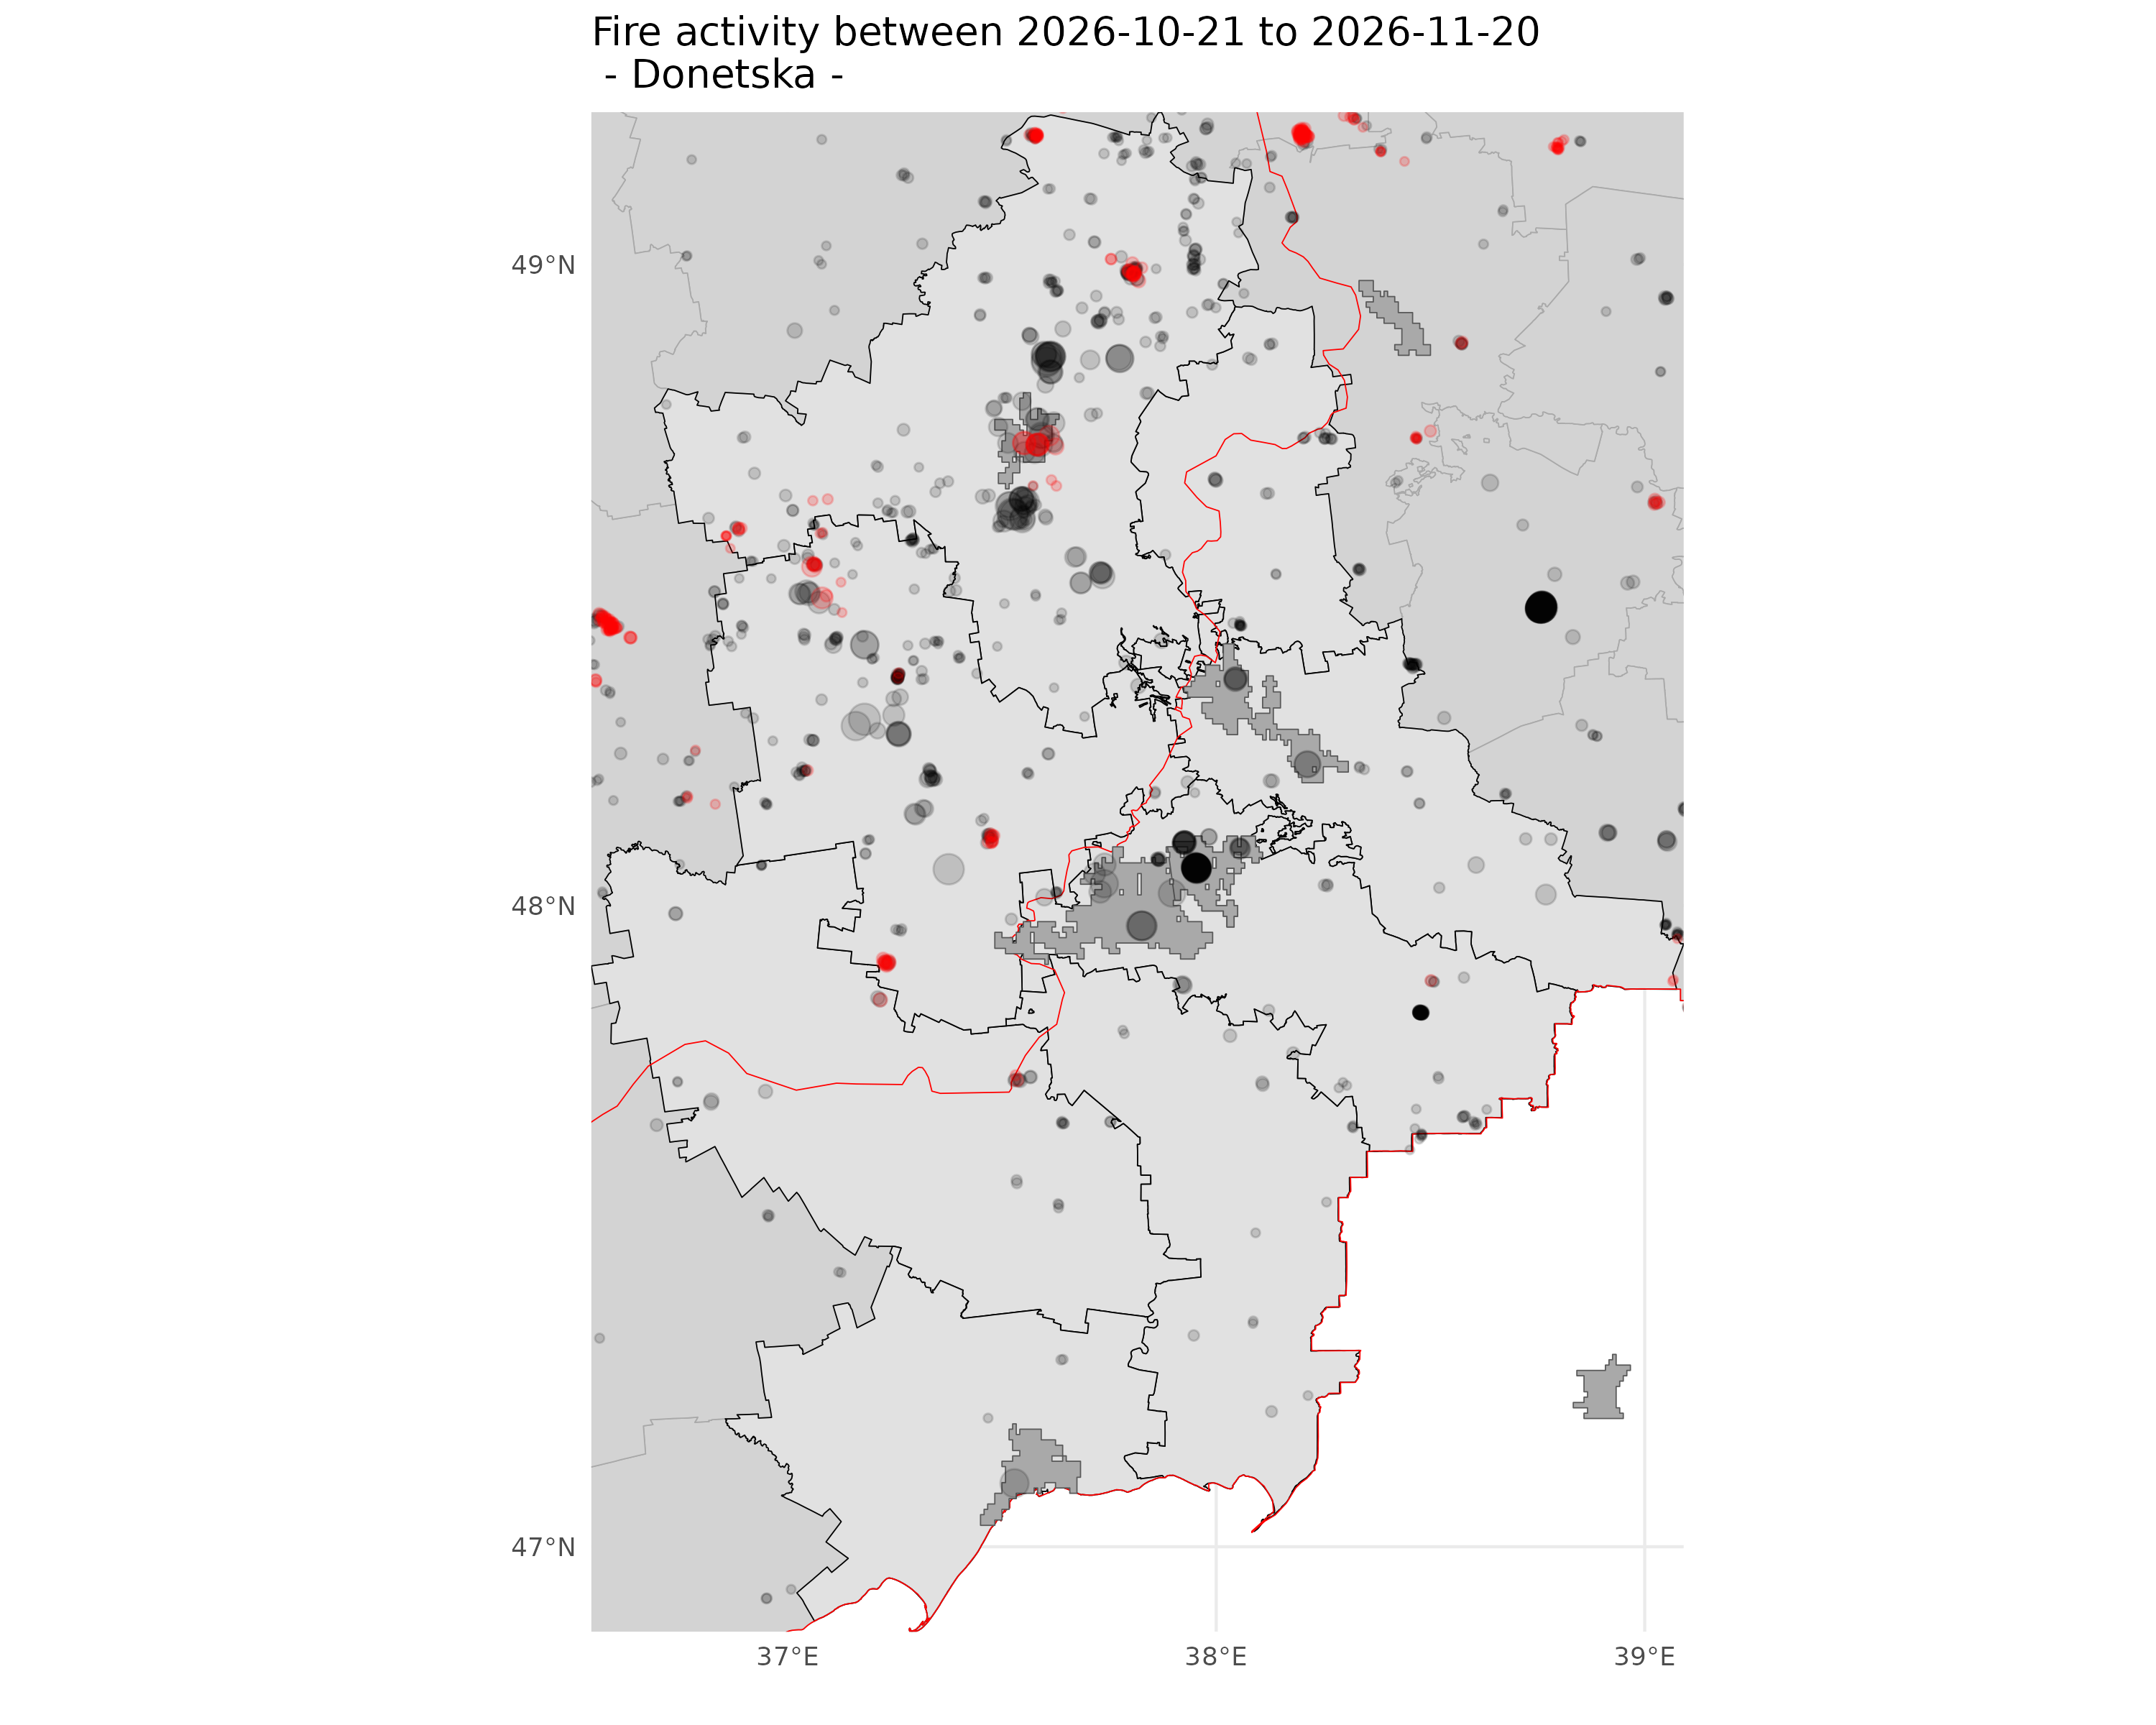 Fire activity between 2026-10-21 to 2026-11-20
- Donetska -
49°N
48°N
47°N
37°E
38°E
39°E